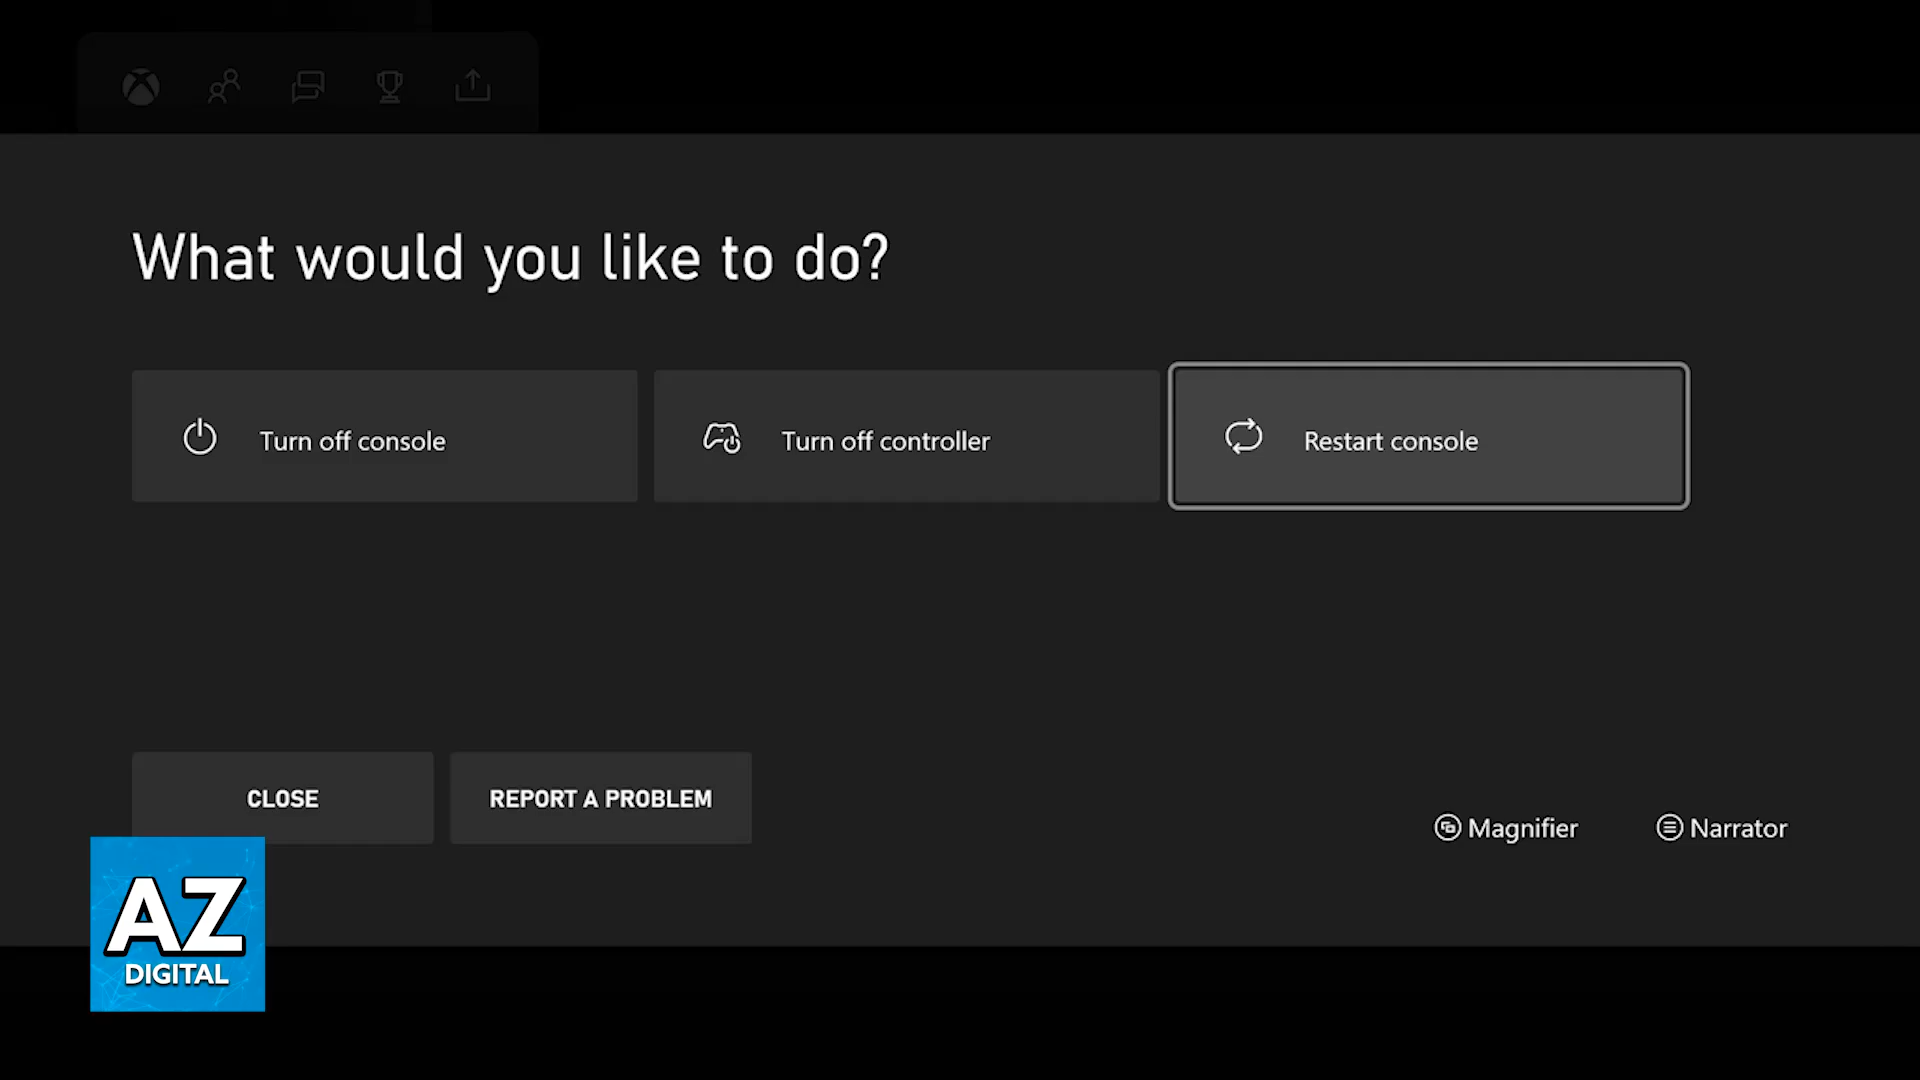 What would you like to do?
Turn off console
Turn off controller
Restart console
CLOSE
REPORT A PROBLEM
Magnifier
Narrator
AZ
DIGITAL